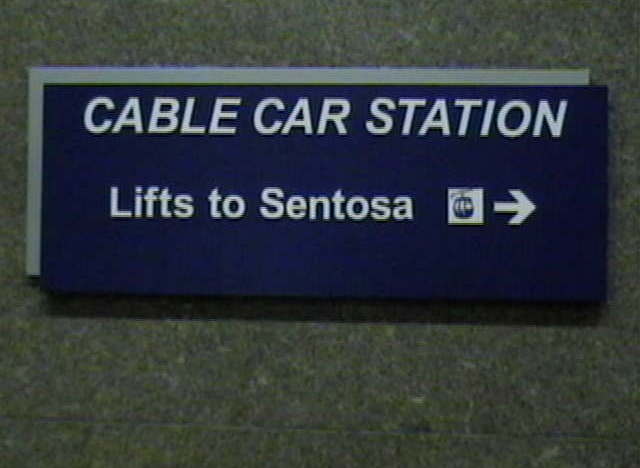 CABLE CAR STATION
Lifts to Sentosa